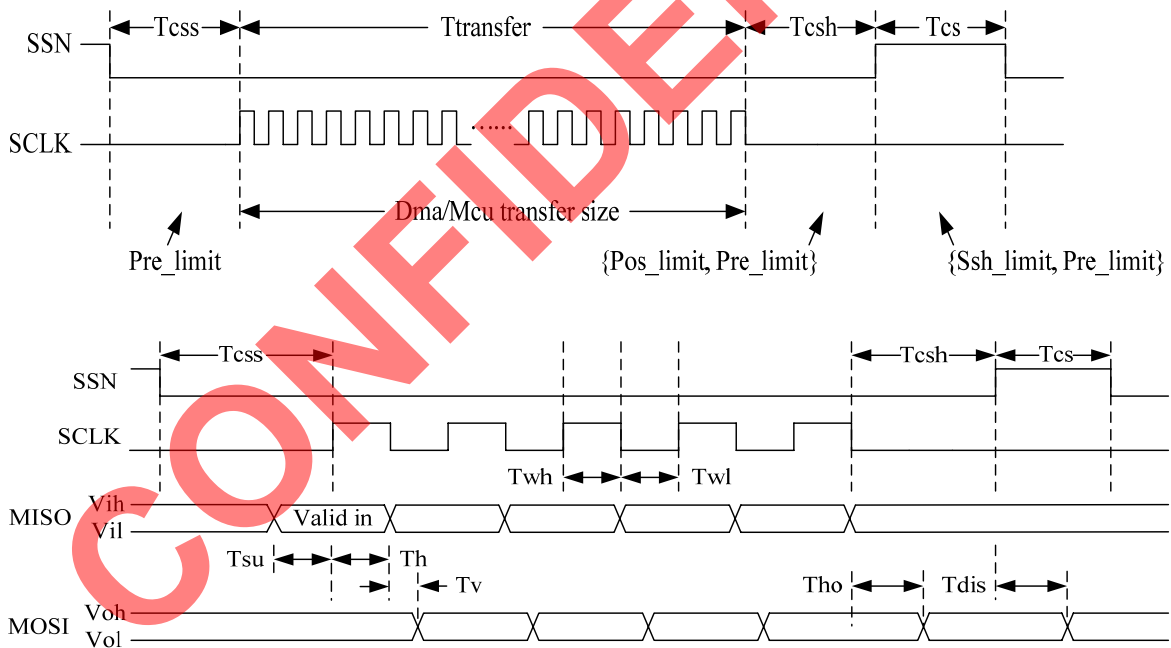 Tcss Ttransfer Tcsh Tcs
SSN
SCLK
.......
Dma/Mcu transfer size
Pre_limit {Pos_limit, Pre_limit} {Ssh_limit, Pre_limit}
Tcss Tcsh Tcs
SSN
SCLK
Twh Twl
MISO Vih Valid in
Vil
Tsu Th
Tv Tho Tdis
MOSI Voh
Vol
CONFIDE